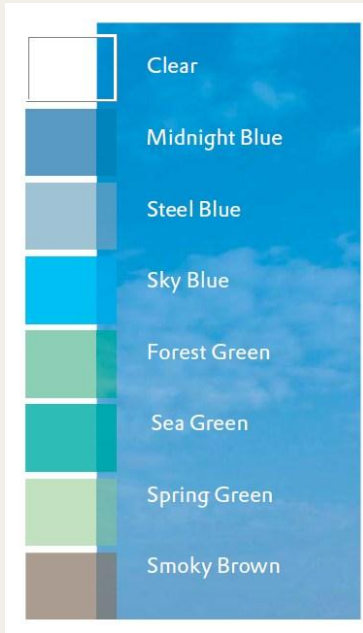 Clear
Midnight Blue
Steel Blue
Sky Blue
Forest Green
Sea Green
Spring Green
Smoky Brown